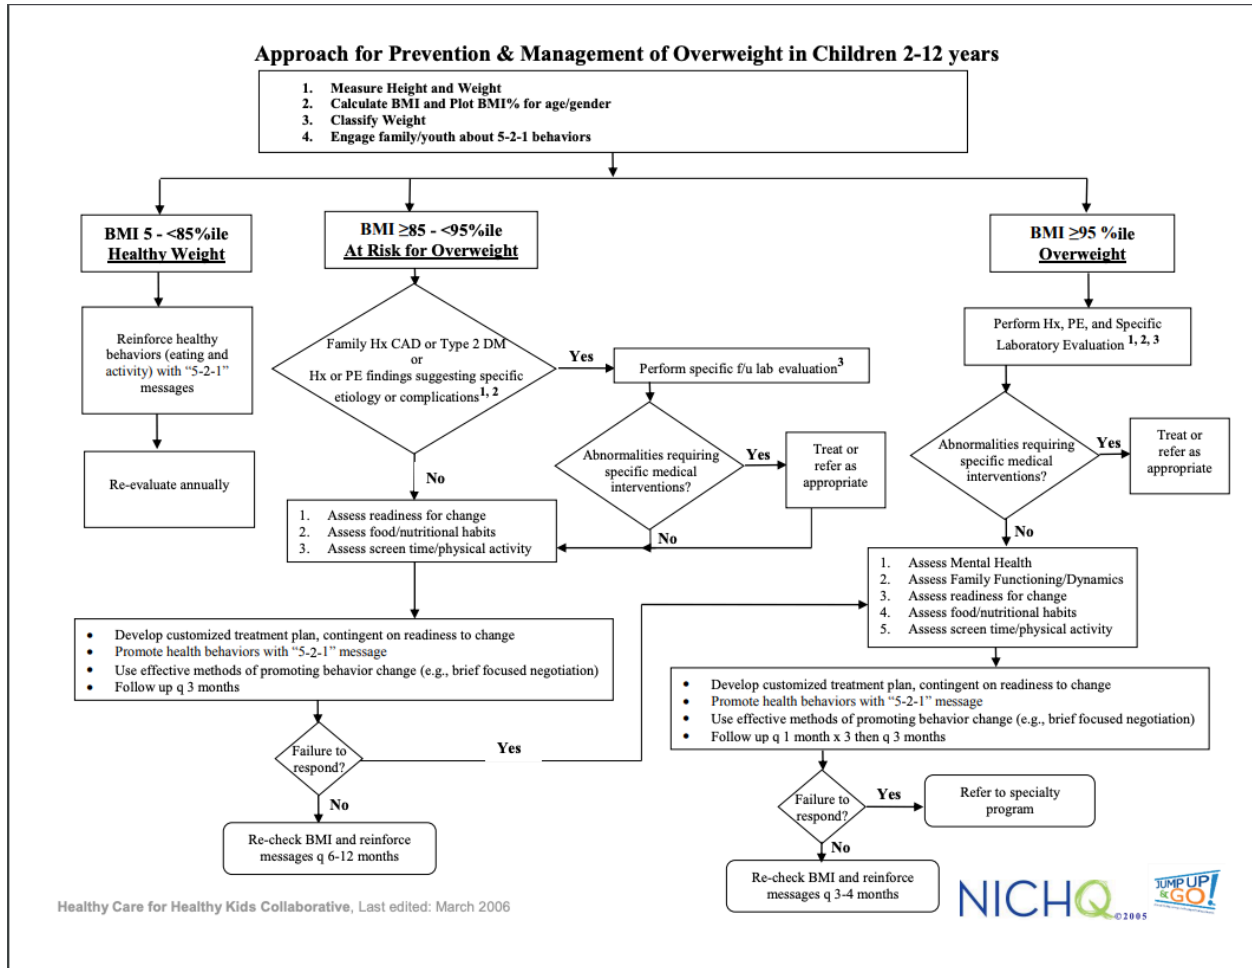 Approach for Prevention & Management of Overweight in Children 2-12 years
1. Measure Height and Weight
2. Calculate BMI and Plot BMI% for age/gender
3. Classify Weight
4. Engage family/youth about 5-2-1 behaviors
BMI 5 - <85%ile
Healthy Weight
BMI ≥85 - <95%ile
At Risk for Overweight
BMI ≥95 %ile
Overweight
Reinforce healthy
behaviors (eating and
activity) with “5-2-1”
messages
Re-evaluate annually
Family Hx CAD or Type 2 DM
or
Hx or PE findings suggesting specific
etiology or complications1, 2
Yes
Perform specific f/u lab evaluation3
Abnormalities requiring
specific medical
interventions?
Yes
Treat or
refer as
appropriate
No
No
1. Assess readiness for change
2. Assess food/nutritional habits
3. Assess screen time/physical activity
• Develop customized treatment plan, contingent on readiness to change
• Promote health behaviors with “5-2-1” message
• Use effective methods of promoting behavior change (e.g., brief focused negotiation)
• Follow up q 3 months
Failure to
respond?
Yes
No
Re-check BMI and reinforce
messages q 6-12 months
Perform Hx, PE, and Specific
Laboratory Evaluation 1, 2, 3
Abnormalities requiring
specific medical
interventions?
Yes
Treat or
refer as
appropriate
No
1. Assess Mental Health
2. Assess Family Functioning/Dynamics
3. Assess readiness for change
4. Assess food/nutritional habits
5. Assess screen time/physical activity
• Develop customized treatment plan, contingent on readiness to change
• Promote health behaviors with “5-2-1” message
• Use effective methods of promoting behavior change (e.g., brief focused negotiation)
• Follow up q 1 month x 3 then q 3 months
Failure to
respond?
Yes
Refer to specialty
program
No
Re-check BMI and reinforce
messages q 3-4 months
Healthy Care for Healthy Kids Collaborative, Last edited: March 2006
NICHQ
©2005
JUMP UP
& GO!